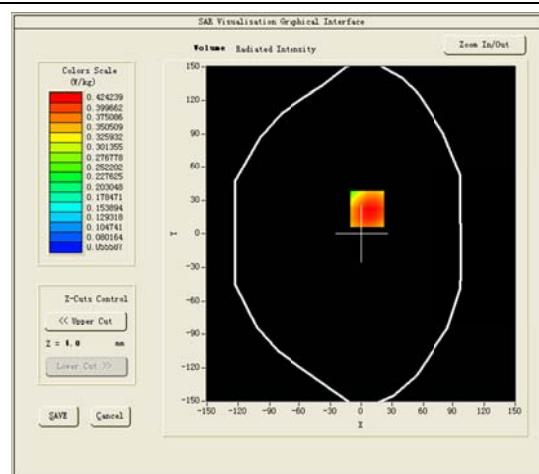 SAR Visualisation Graphical Interface
Volume Radiated Intensity
Zoom In/Out
Colors Scale
(W/kg)
0.424239
0.399662
0.375086
0.350509
0.325932
0.301355
0.276778
0.252202
0.227625
0.203048
0.178471
0.153894
0.129318
0.104741
0.080164
0.055587
150
120
90
60
30
0
-30
-60
-90
-120
-150
Y
-150 -120 -90 -60 -30 0 30 60 90 120 150
X
Z-Cuts Control
<< Upper Cut
Z = 4.0 mm
Lower Cut >>
SAVE
Cancel